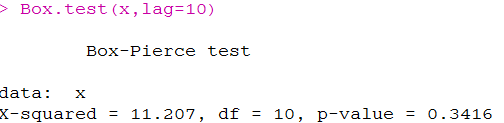 > Box.test(x,lag=10)
Box-Pierce test
data:  x
X-squared = 11.207, df = 10, p-value = 0.3416